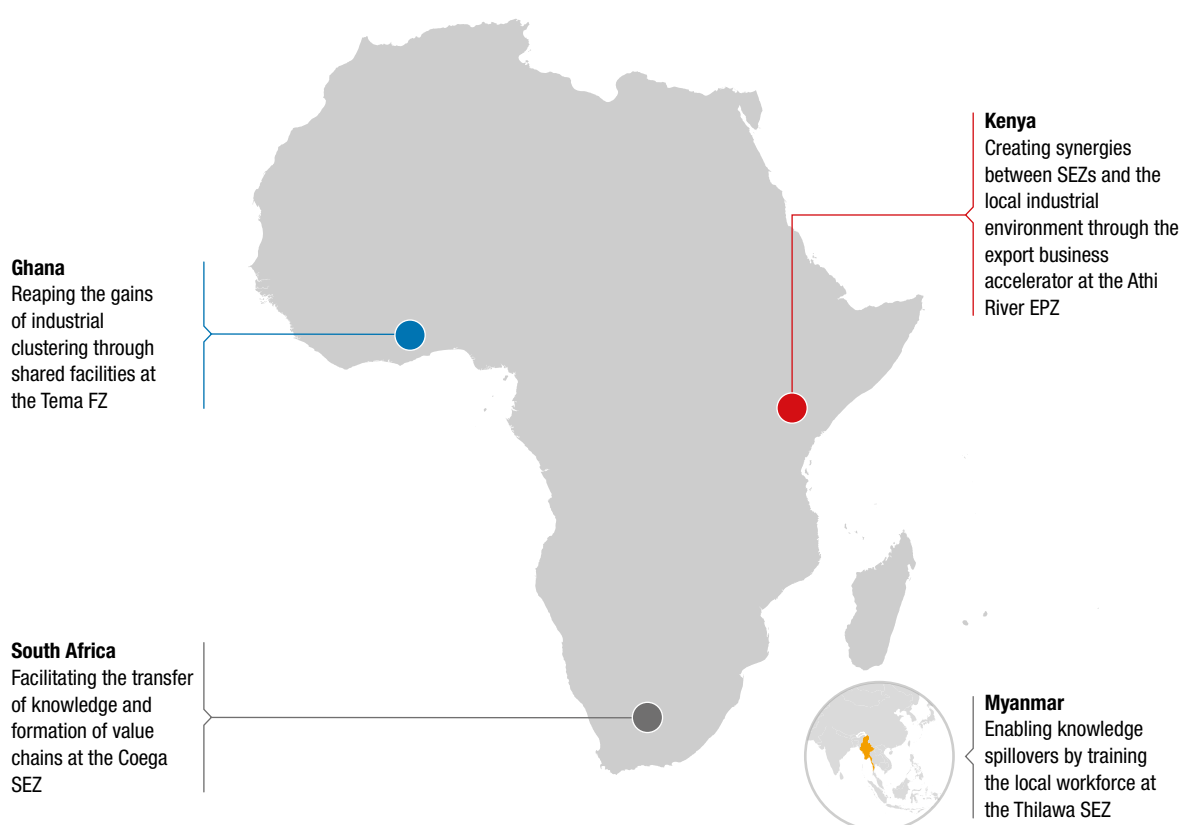 Kenya
Creating synergies
between SEZs and the
local industrial
environment through the
export business
accelerator at the Athi
River EPZ
Ghana
Reaping the gains
of industrial
clustering through
shared facilities at
the Tema FZ
South Africa
Facilitating the transfer
of knowledge and
formation of value
chains at the Coega
SEZ
Myanmar
Enabling knowledge
spillovers by training
the local workforce at
the Thilawa SEZ